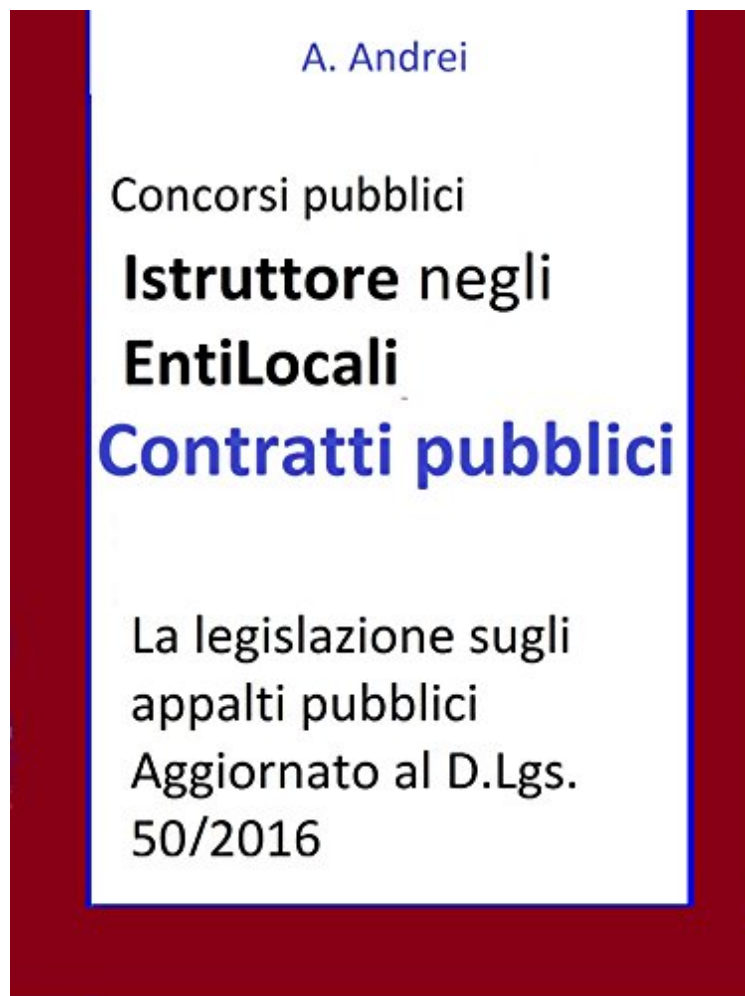 A. Andrei
Concorsi pubblici
Istruttore negli
EntiLocali
Contratti pubblici
La legislazione sugli
appalti pubblici
Aggiornato al D.Lgs.
50/2016